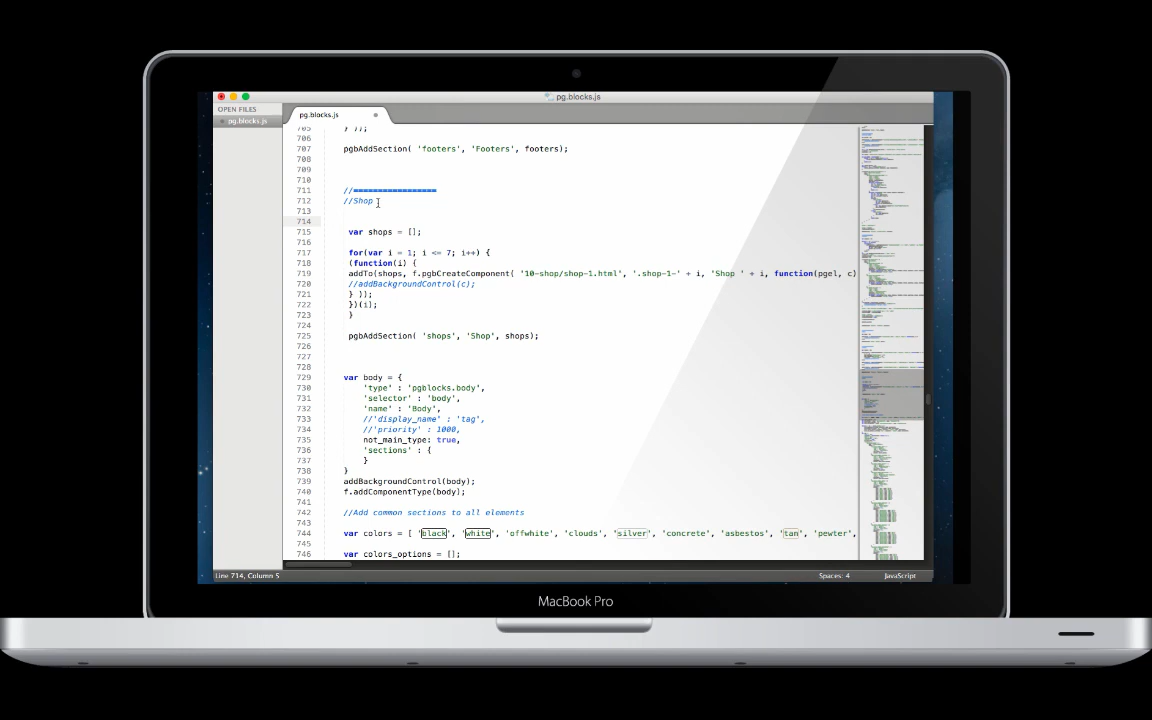 pg.blocks.js
OPEN FILES
pg.blocks.js
pg.blocks.js
705 } ));
706
707 pgbAddSection( 'footers', 'Footers', footers);
708
709
710
711 //=================
712 //Shop
713
714
715 var shops = [];
716
717 for(var i = 1; i <= 7; i++) {
718 (function(i) {
719 addTo(shops, f.pgbCreateComponent( '10-shop/shop-1.html', '.shop-1-' + i, 'Shop ' + i, function(pgel, c)
720 //addBackgroundControl(c);
721 } ));
722 })(i);
723 }
724
725 pgbAddSection( 'shops', 'Shop', shops);
726
727
728
729 var body = {
730 'type' : 'pgblocks.body',
731 'selector' : 'body',
732 'name' : 'Body',
733 //'display_name' : 'tag',
734 //'priority' : 1000,
735 not_main_type: true,
736 'sections' : {
737 }
738 }
739 addBackgroundControl(body);
740 f.addComponentType(body);
741
742 //Add common sections to all elements
743
744 var colors = [ 'black', 'white', 'offwhite', 'clouds', 'silver', 'concrete', 'asbestos', 'tan', 'pewter',
745
746 var colors_options = [];
Line 714, Column 5
Spaces: 4
JavaScript
MacBook Pro